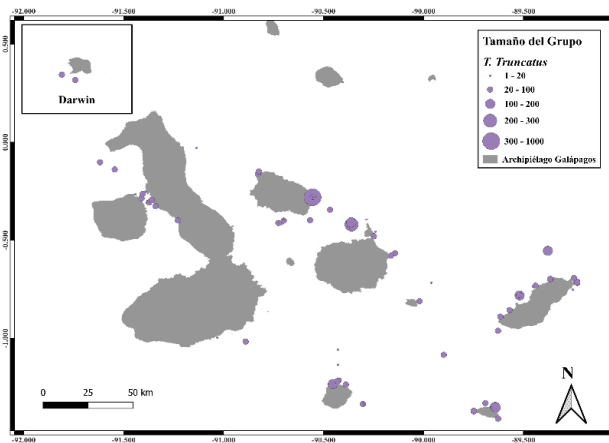 -92.000 -91.500 -91.000 -90.500 -90.000 -89.500
0.500
0.000
-0.500
-1.000
Darwin
Tamaño del Grupo
T. Truncatus
1 - 20
20 - 100
100 - 200
200 - 300
300 - 1000
Archipiélago Galápagos
0 25 50 km
N
-92.000 -91.500 -91.000 -90.500 -90.000 -89.500